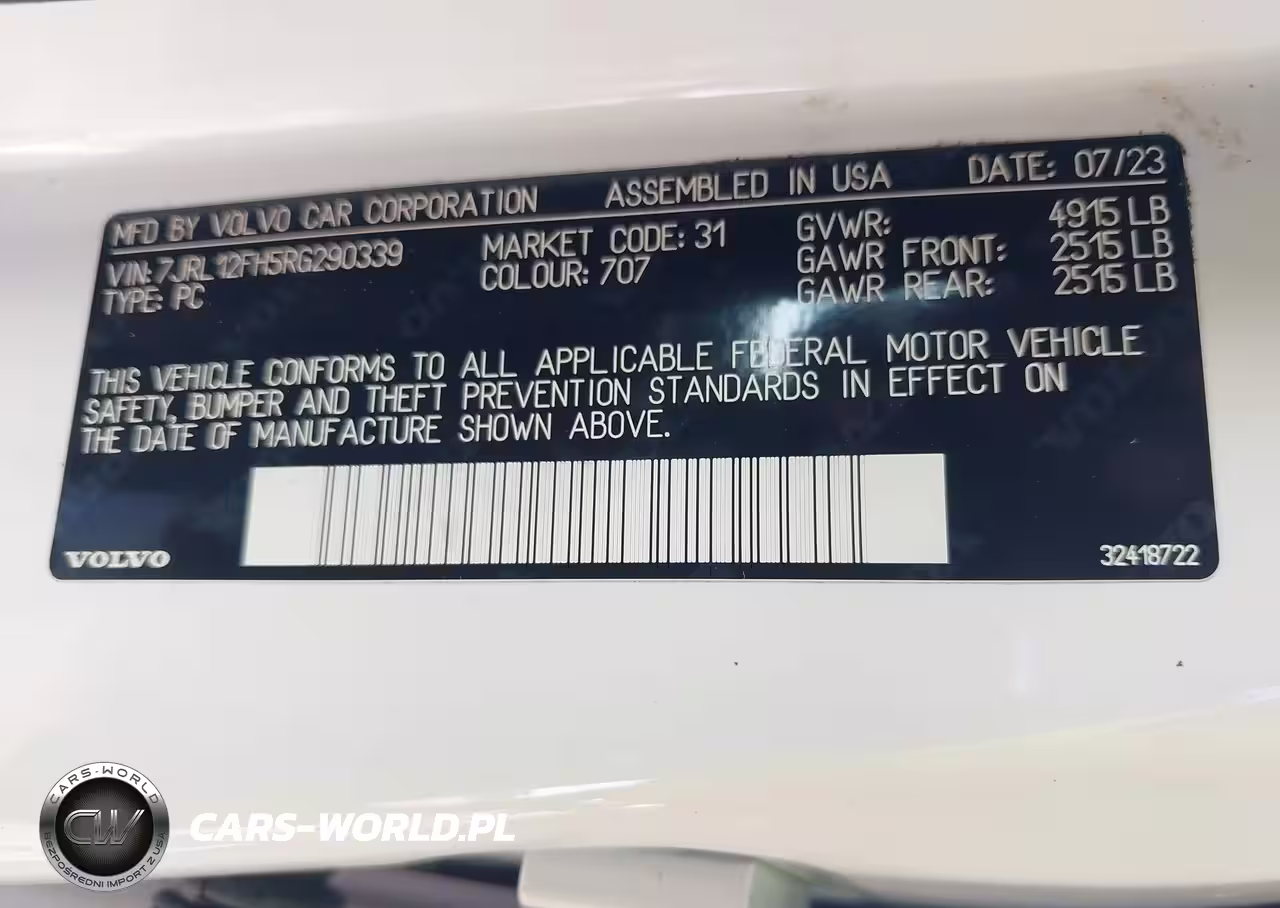 MFD BY VOLVO CAR CORPORATION ASSEMBLED IN USA DATE: 07/23
VIN: 7JRL12FH5RG290339 MARKET CODE: 31 GVWR: 4915 LB
TYPE: PC COLOUR: 707 GAWR FRONT: 2515 LB
GAWR REAR: 2515 LB
THIS VEHICLE CONFORMS TO ALL APPLICABLE FEDERAL MOTOR VEHICLE
SAFETY, BUMPER AND THEFT PREVENTION STANDARDS IN EFFECT ON
THE DATE OF MANUFACTURE SHOWN ABOVE.
VOLVO
32418722
CARS-WORLD
CW
BEZPOŚREDNI IMPORT Z USA
CARS-WORLD.PL